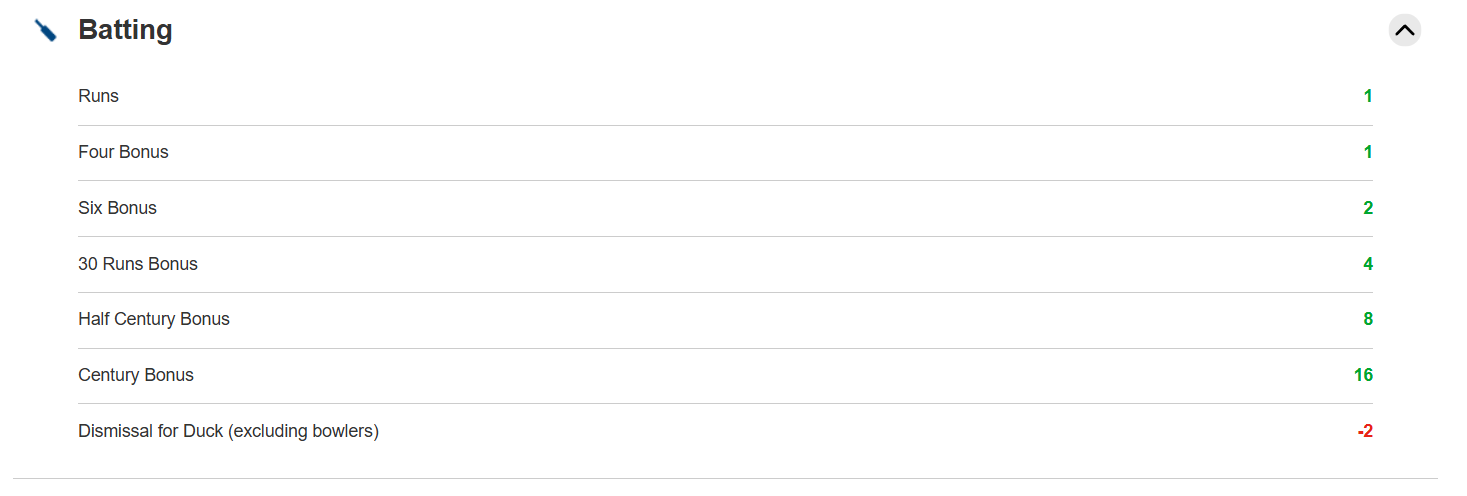 Batting
Runs 1
Four Bonus 1
Six Bonus 2
30 Runs Bonus 4
Half Century Bonus 8
Century Bonus 16
Dismissal for Duck (excluding bowlers) -2